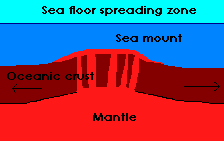 Sea floor spreading zone
Sea mount
Oceanic crust
Mantle